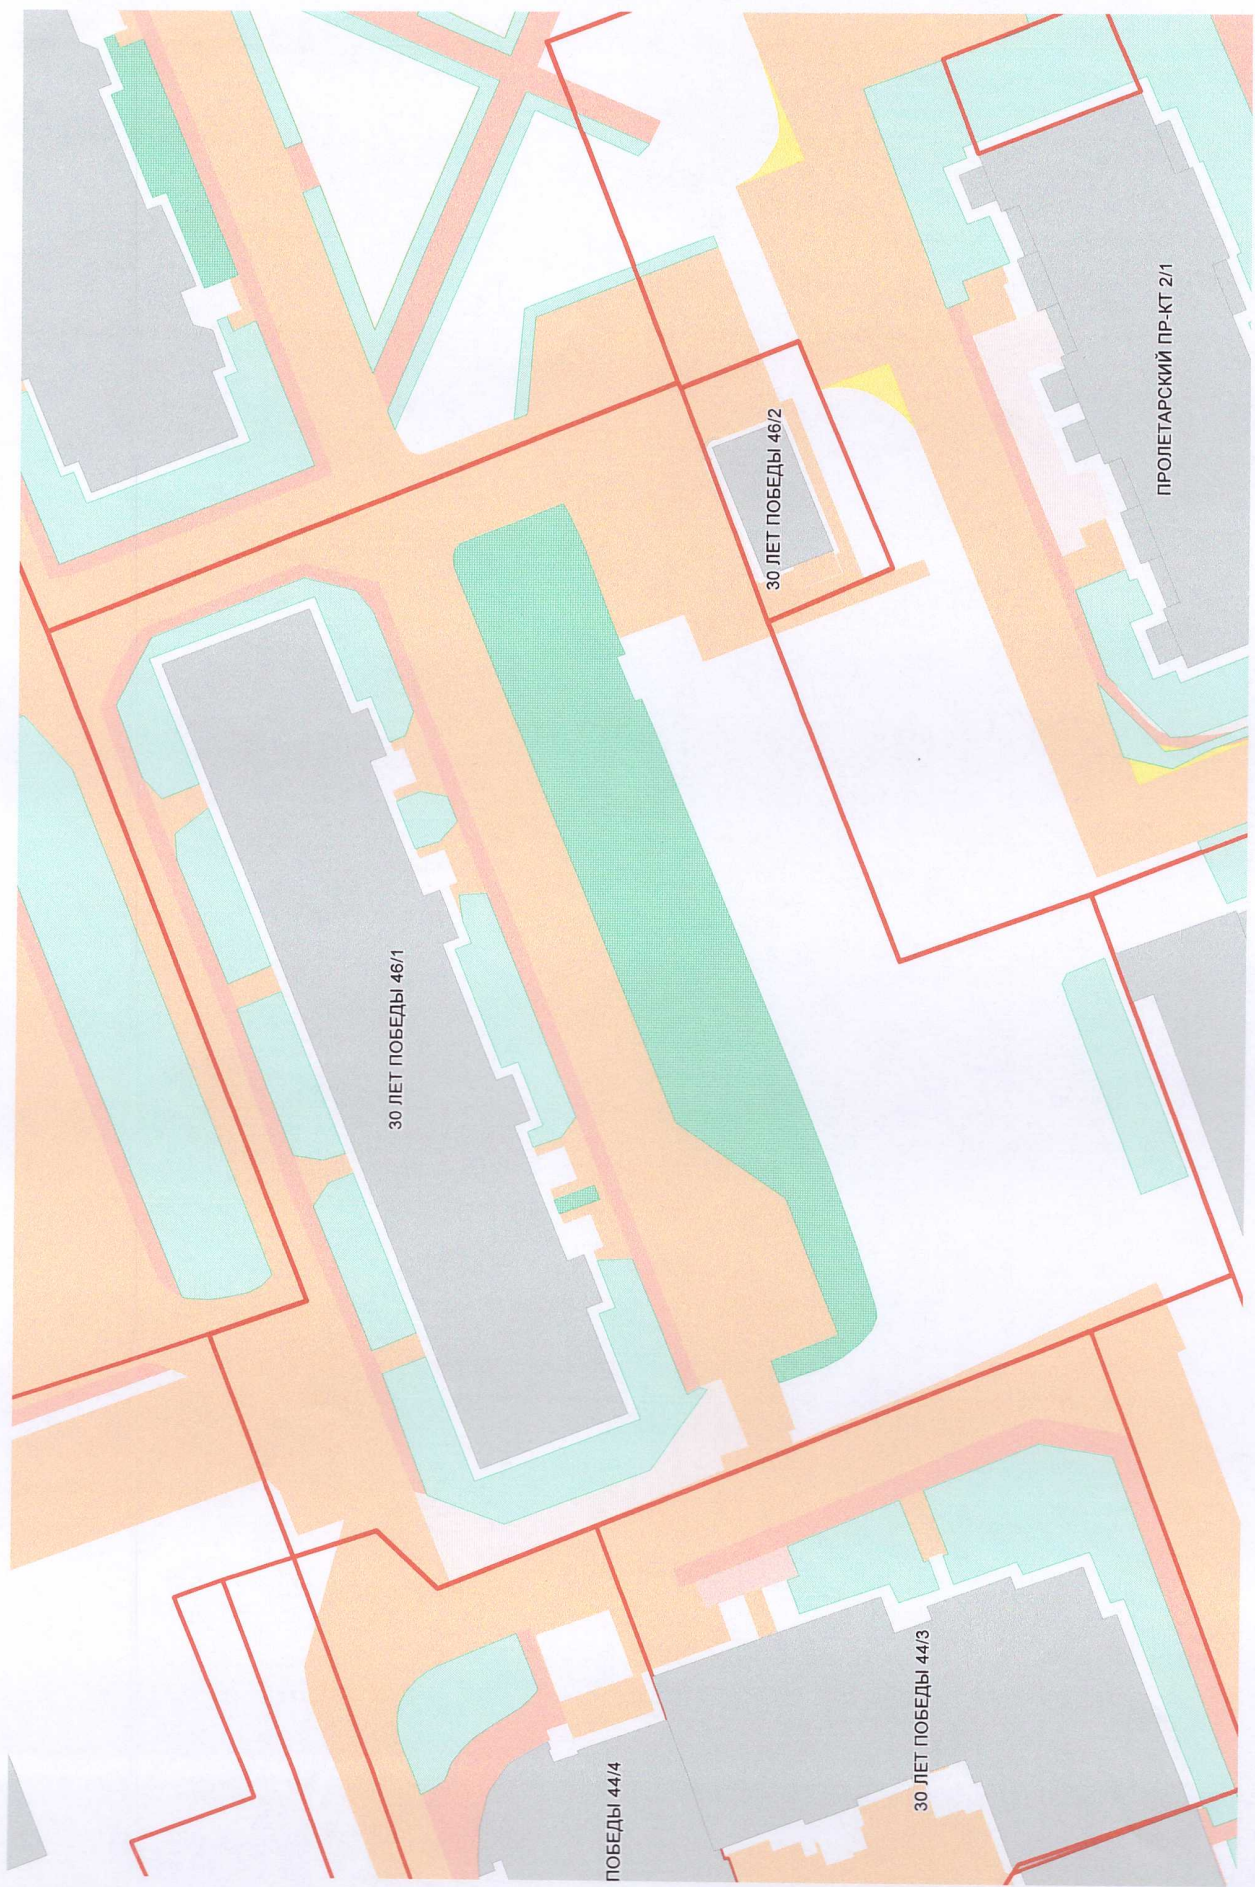 30 ЛЕТ ПОБЕДЫ 46/1
30 ЛЕТ ПОБЕДЫ 46/2
ПРОЛЕТАРСКИЙ ПР-КТ 2/1
ПОБЕДЫ 44/4
30 ЛЕТ ПОБЕДЫ 44/3